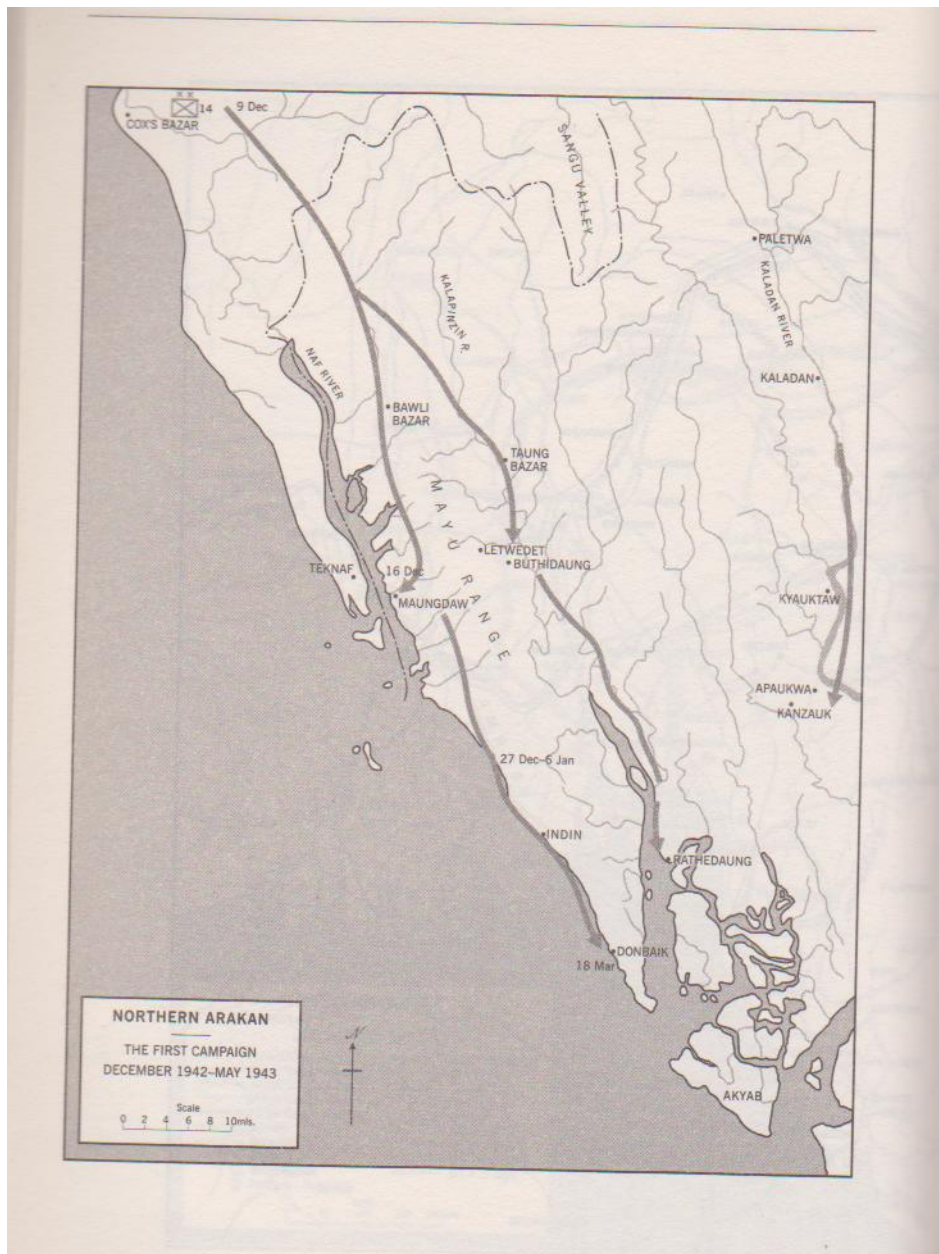 XX
14
9 Dec
COX'S BAZAR
SANGU VALLEY
PALETWA
KALADAN RIVER
KALAPINZIN R.
NAF RIVER
KALADAN
BAWLI
BAZAR
TAUNG
BAZAR
MAYU RANGE
LETWEDET
BUTHIDAUNG
TEKNAF
16 Dec
MAUNGDAW
KYAUKTAW
APAUKWA
KANZAUK
27 Dec–6 Jan
INDIN
RATHEDAUNG
DONBAIK
18 Mar
AKYAB
NORTHERN ARAKAN
THE FIRST CAMPAIGN
DECEMBER 1942–MAY 1943
Scale
0 2 4 6 8 10mls.
N